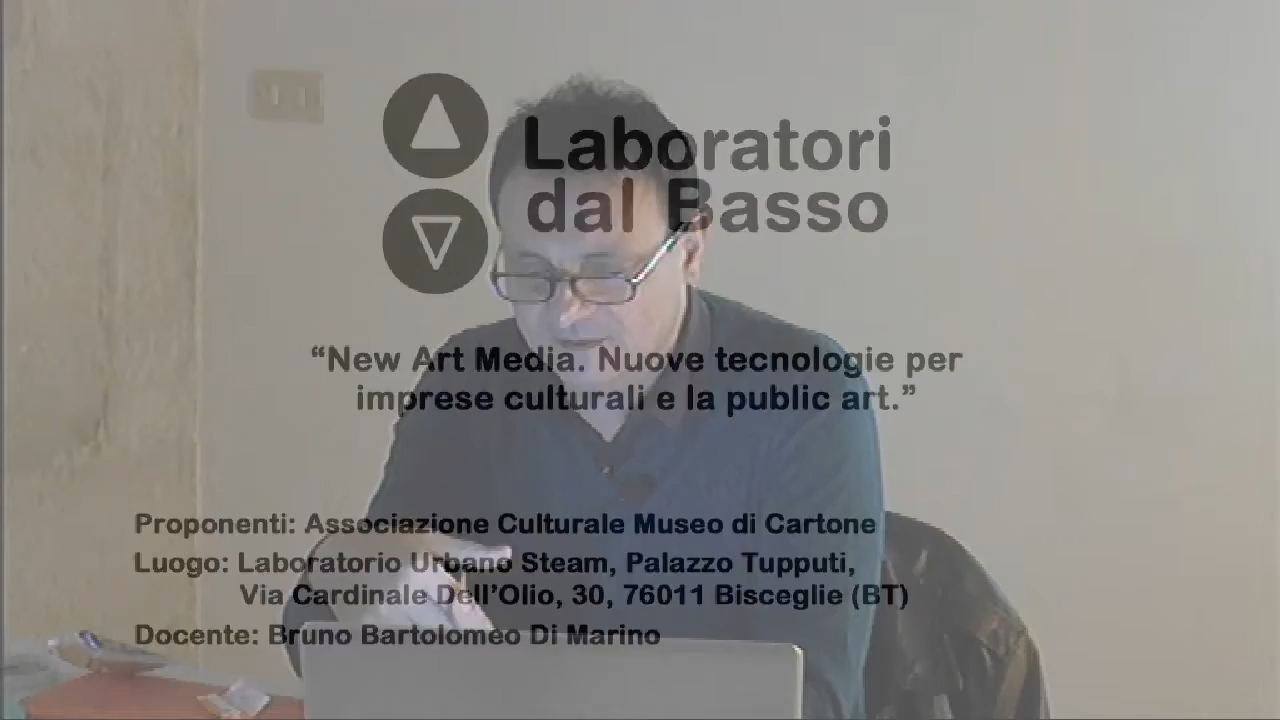 Laboratori
dal Basso
“New Art Media. Nuove tecnologie per
imprese culturali e la public art.”
Proponenti: Associazione Culturale Museo di Cartone
Luogo: Laboratorio Urbano Steam, Palazzo Tupputi,
Via Cardinale Dell’Olio, 30, 76011 Bisceglie (BT)
Docente: Bruno Bartolomeo Di Marino